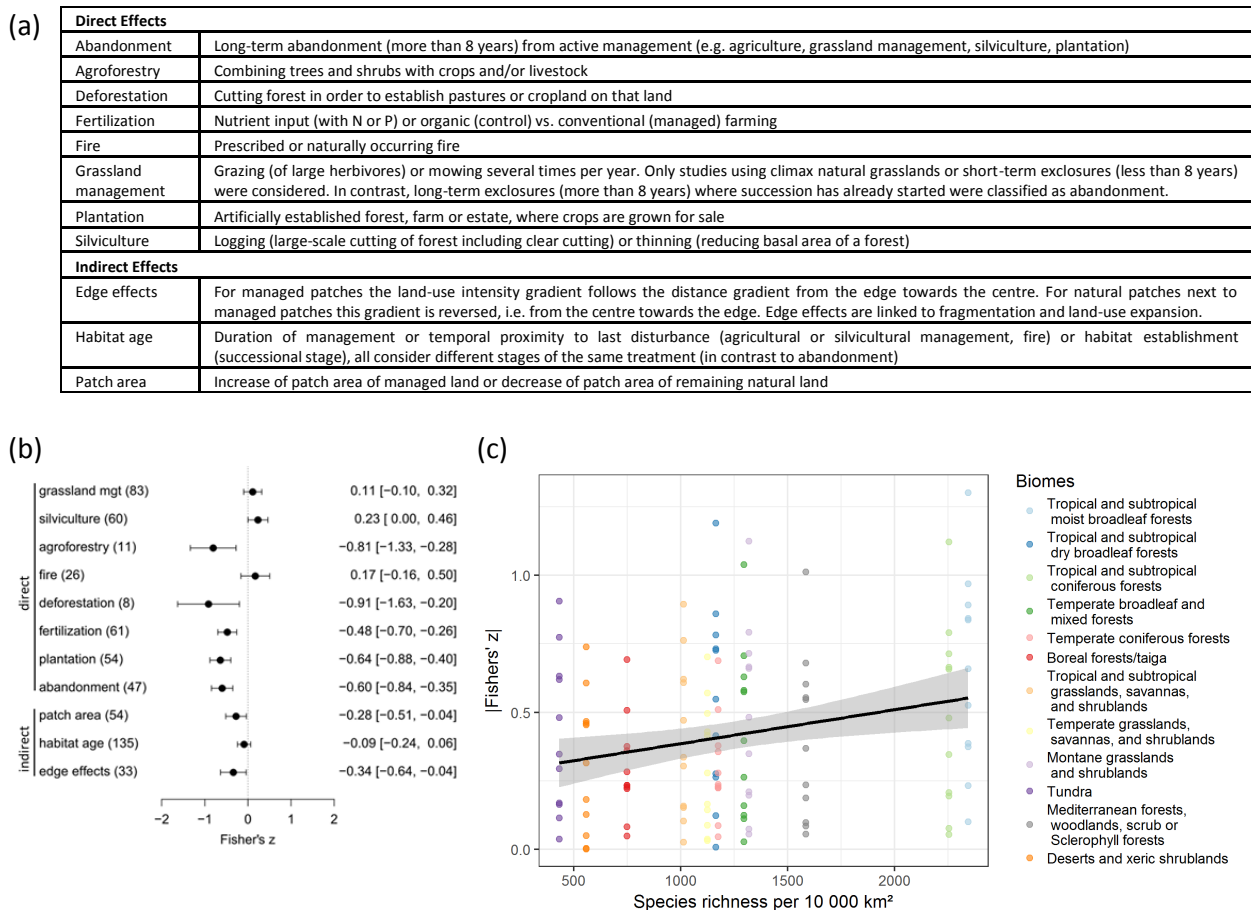 (a)
Direct Effects
Abandonment Long-term abandonment (more than 8 years) from active management (e.g. agriculture, grassland management, silviculture, plantation)
Agroforestry Combining trees and shrubs with crops and/or livestock
Deforestation Cutting forest in order to establish pastures or cropland on that land
Fertilization Nutrient input (with N or P) or organic (control) vs. conventional (managed) farming
Fire Prescribed or naturally occurring fire
Grassland management Grazing (of large herbivores) or mowing several times per year. Only studies using climax natural grasslands or short-term exclosures (less than 8 years)
were considered. In contrast, long-term exclosures (more than 8 years) where succession has already started were classified as abandonment.
Plantation Artificially established forest, farm or estate, where crops are grown for sale
Silviculture Logging (large-scale cutting of forest including clear cutting) or thinning (reducing basal area of a forest)
Indirect Effects
Edge effects For managed patches the land-use intensity gradient follows the distance gradient from the edge towards the centre. For natural patches next to
managed patches this gradient is reversed, i.e. from the centre towards the edge. Edge effects are linked to fragmentation and land-use expansion.
Habitat age Duration of management or temporal proximity to last disturbance (agricultural or silvicultural management, fire) or habitat establishment
(successional stage), all consider different stages of the same treatment (in contrast to abandonment)
Patch area Increase of patch area of managed land or decrease of patch area of remaining natural land
(b)
direct
grassland mgt (83) 0.11 [−0.10, 0.32]
silviculture (60) 0.23 [ 0.00, 0.46]
agroforestry (11) −0.81 [−1.33, −0.28]
fire (26) 0.17 [−0.16, 0.50]
deforestation (8) −0.91 [−1.63, −0.20]
fertilization (61) −0.48 [−0.70, −0.26]
plantation (54) −0.64 [−0.88, −0.40]
abandonment (47) −0.60 [−0.84, −0.35]
indirect
patch area (54) −0.28 [−0.51, −0.04]
habitat age (135) −0.09 [−0.24, 0.06]
edge effects (33) −0.34 [−0.64, −0.04]
−2 −1 0 1 2
Fisher's z
(c)
|Fishers' z|
1.0
0.5
0.0
500 1000 1500 2000
Species richness per 10 000 km²
Biomes
Tropical and subtropical
moist broadleaf forests
Tropical and subtropical
dry broadleaf forests
Tropical and subtropical
coniferous forests
Temperate broadleaf and
mixed forests
Temperate coniferous forests
Boreal forests/taiga
Tropical and subtropical
grasslands, savannas,
and shrublands
Temperate grasslands,
savannas, and shrublands
Montane grasslands
and shrublands
Tundra
Mediterranean forests,
woodlands, scrub or
Sclerophyll forests
Deserts and xeric shrublands